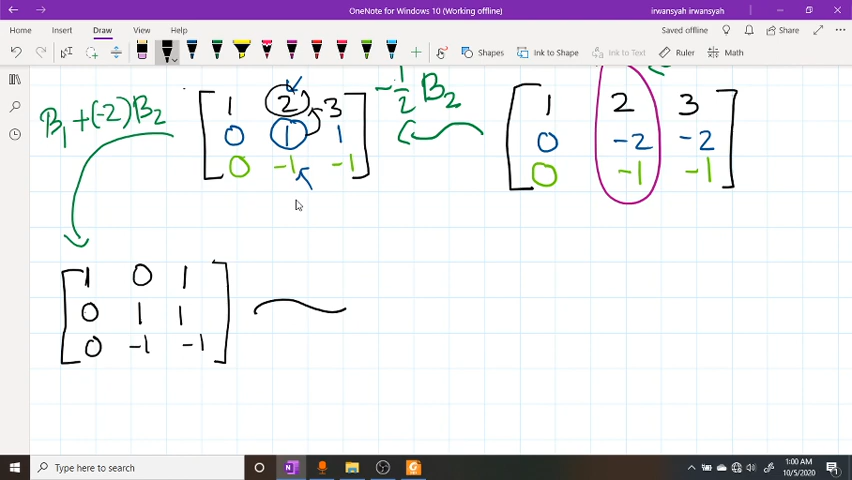 OneNote for Windows 10 (Working offline)
irwansyah irwansyah
Home Insert Draw View Help
Saved offline
Shapes Ink to Shape Ink to Text Ruler Math
B1 + (-2)B2
1 2 3
0 1 1
0 -1 -1
-1/2 B2
1 2 3
0 -2 -2
0 -1 -1
1 0 1
0 1 1
0 -1 -1
Type here to search
1:00 AM
10/5/2020